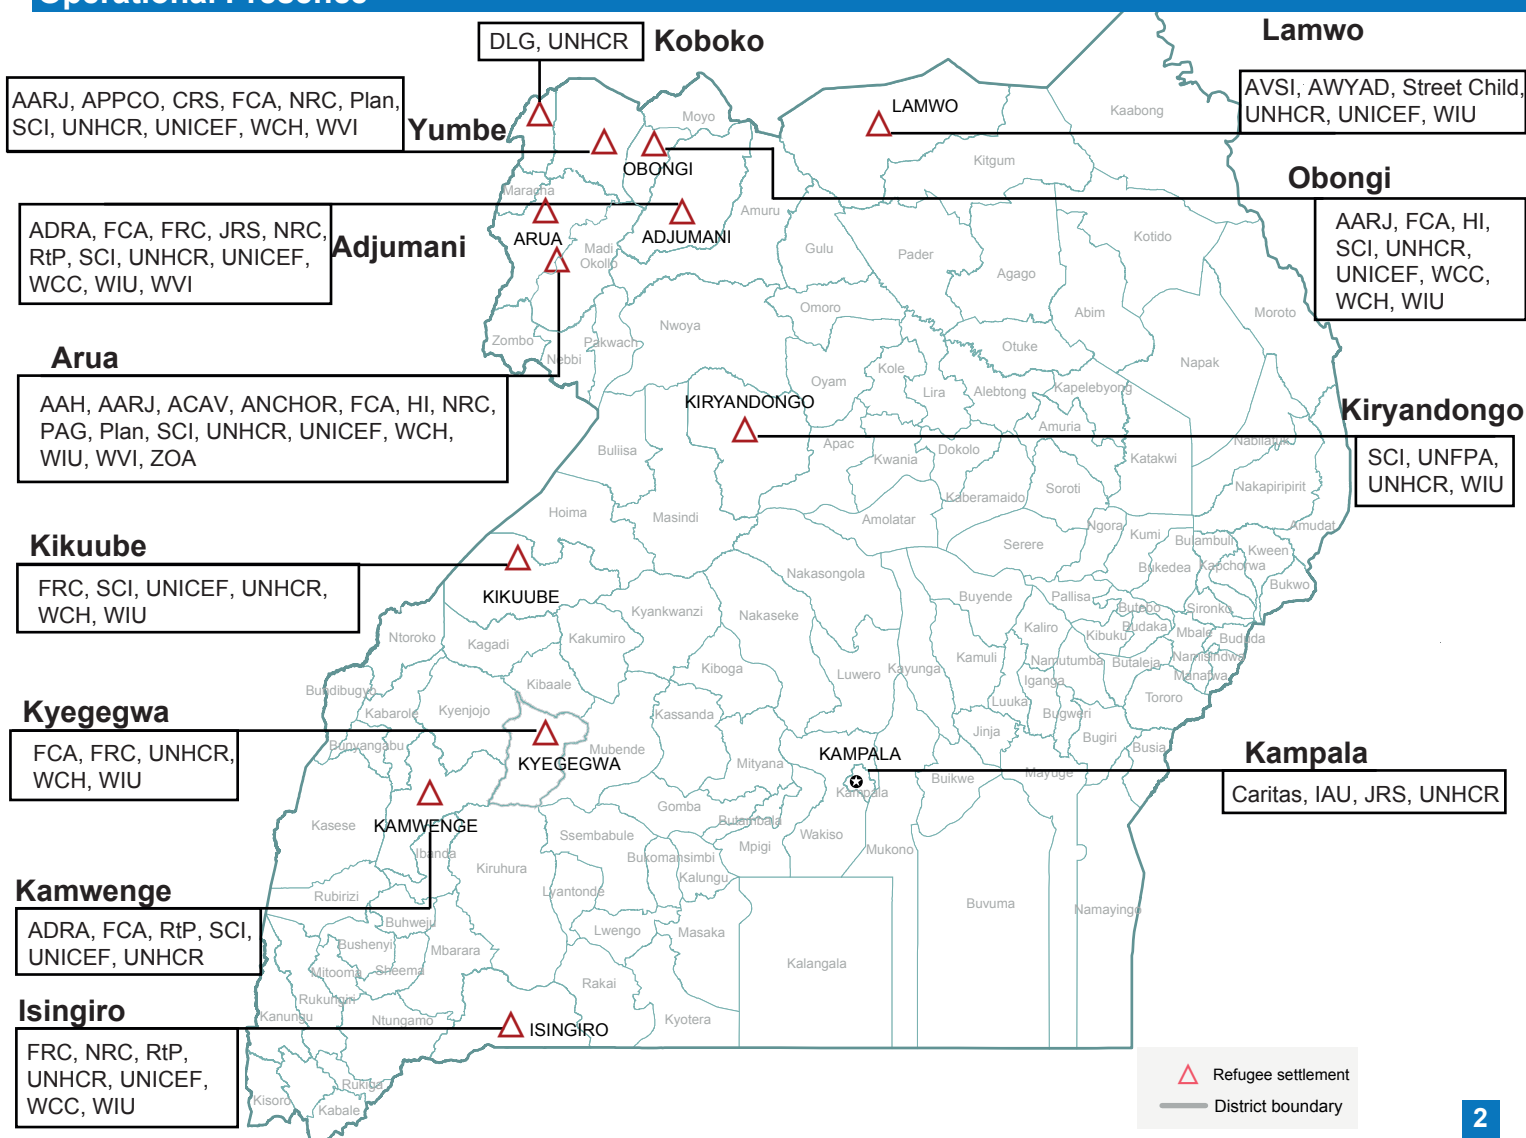 Operational Presence
DLG, UNHCR
Koboko
Lamwo
AARJ, APPCO, CRS, FCA, NRC, Plan,
SCI, UNHCR, UNICEF, WCH, WVI
Yumbe
AVSI, AWYAD, Street Child,
UNHCR, UNICEF, WIU
LAMWO
Kaabong
Moyo
Kitgum
OBONGI
Obongi
AARJ, FCA, HI,
SCI, UNHCR,
UNICEF, WCC,
WCH, WIU
Maracha
ADRA, FCA, FRC, JRS, NRC,
RtP, SCI, UNHCR, UNICEF,
WCC, WIU, WVI
Adjumani
ARUA
ADJUMANI
Amuru
Madi
Okollo
Gulu
Pader
Kotido
Agago
Omoro
Abim
Moroto
Nwoya
Zombo
Pakwach
Nebbi
Otuke
Napak
Arua
AAH, AARJ, ACAV, ANCHOR, FCA, HI, NRC,
PAG, Plan, SCI, UNHCR, UNICEF, WCH,
WIU, WVI, ZOA
Kole
Oyam
Lira
Alebtong
Kapelebyong
KIRYANDONGO
Kiryandongo
SCI, UNFPA,
UNHCR, WIU
Amuria
Nabilatuk
Buliisa
Apac
Kwania
Dokolo
Katakwi
Kaberamaido
Soroti
Nakapiripirit
Hoima
Masindi
Amolatar
Ngora
Kumi
Amudat
Serere
Bulambuli
Kween
Bukedea
Kapchorwa
Bukwo
Kikuube
FRC, SCI, UNICEF, UNHCR,
WCH, WIU
KIKUUBE
Nakasongola
Kyankwanzi
Nakaseke
Buyende
Pallisa
Butebo
Sironko
Ntoroko
Kagadi
Kakumiro
Kaliro
Kibuku
Budaka
Mbale
Bududa
Kiboga
Luwero
Kayunga
Kamuli
Namutumba
Butaleja
Namisindwa
Manafwa
Iganga
Tororo
Bundibugyo
Kibaale
Luuka
Bugweri
Kyegegwa
FCA, FRC, UNHCR,
WCH, WIU
Kabarole
Kyenjojo
Kassanda
Bunyangabu
Mubende
KYEGEGWA
Mityana
KAMPALA
Kampala
Jinja
Bugiri
Busia
Buikwe
Mayuge
Kampala
Caritas, IAU, JRS, UNHCR
Gomba
Butambala
Mpigi
Wakiso
Mukono
KAMWENGE
Kasese
Ibanda
Kiruhura
Ssembabule
Bukomansimbi
Kalungu
Lyantonde
Kamwenge
ADRA, FCA, RtP, SCI,
UNICEF, UNHCR
Rubirizi
Buhweju
Bushenyi
Mbarara
Mitooma
Sheema
Lwengo
Masaka
Buvuma
Namayingo
Kalangala
Rakai
Rukungiri
Kanungu
Ntungamo
Kyotera
Isingiro
FRC, NRC, RtP,
UNHCR, UNICEF,
WCC, WIU
ISINGIRO
Rukiga
Kisoro
Kabale
Refugee settlement
District boundary
2